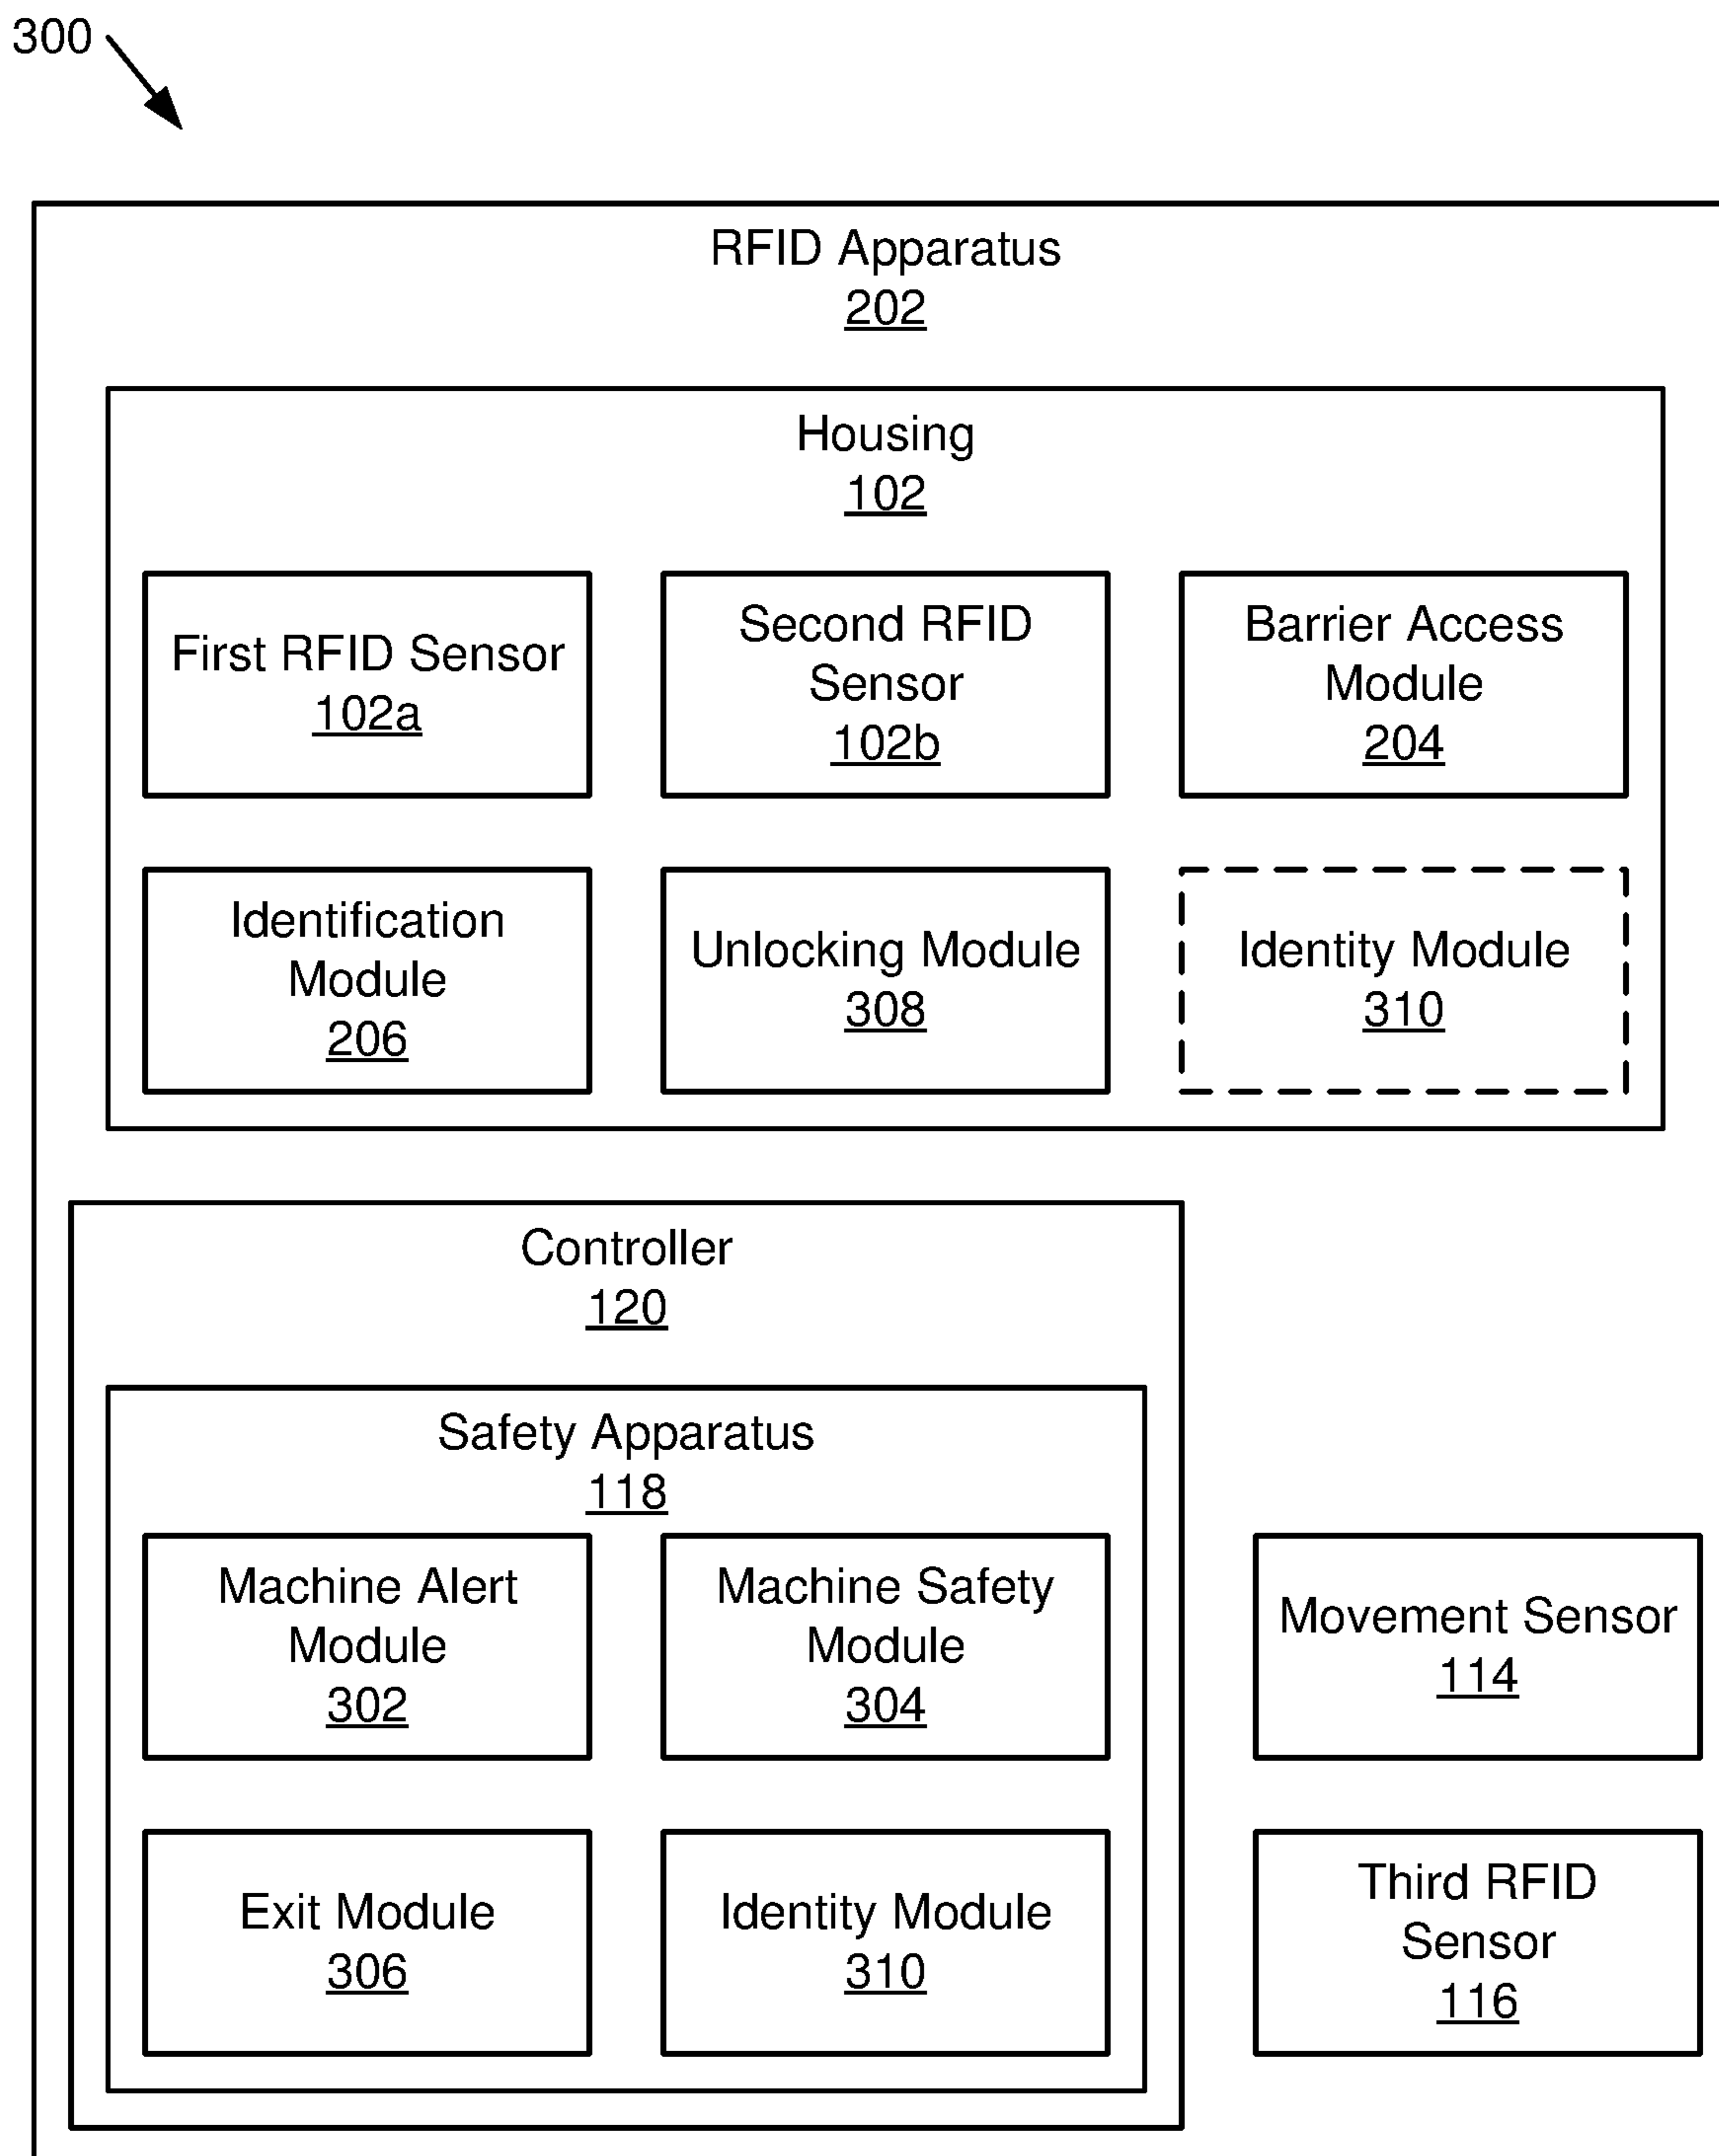 300
RFID Apparatus
202
Housing
102
First RFID Sensor
102a
Second RFID
Sensor
102b
Barrier Access
Module
204
Identification
Module
206
Unlocking Module
308
Identity Module
310
Controller
120
Safety Apparatus
118
Machine Alert
Module
302
Machine Safety
Module
304
Movement Sensor
114
Exit Module
306
Identity Module
310
Third RFID
Sensor
116